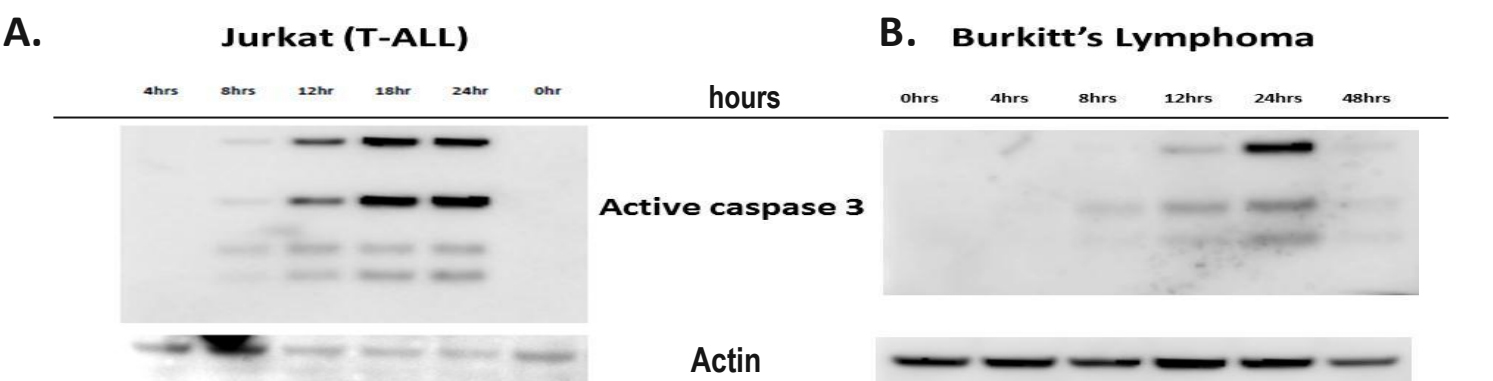 A.
Jurkat (T-ALL)
B.
Burkitt's Lymphoma
4hrs 8hrs 12hr 18hr 24hr 0hr
hours
0hrs 4hrs 8hrs 12hrs 24hrs 48hrs
Active caspase 3
Actin